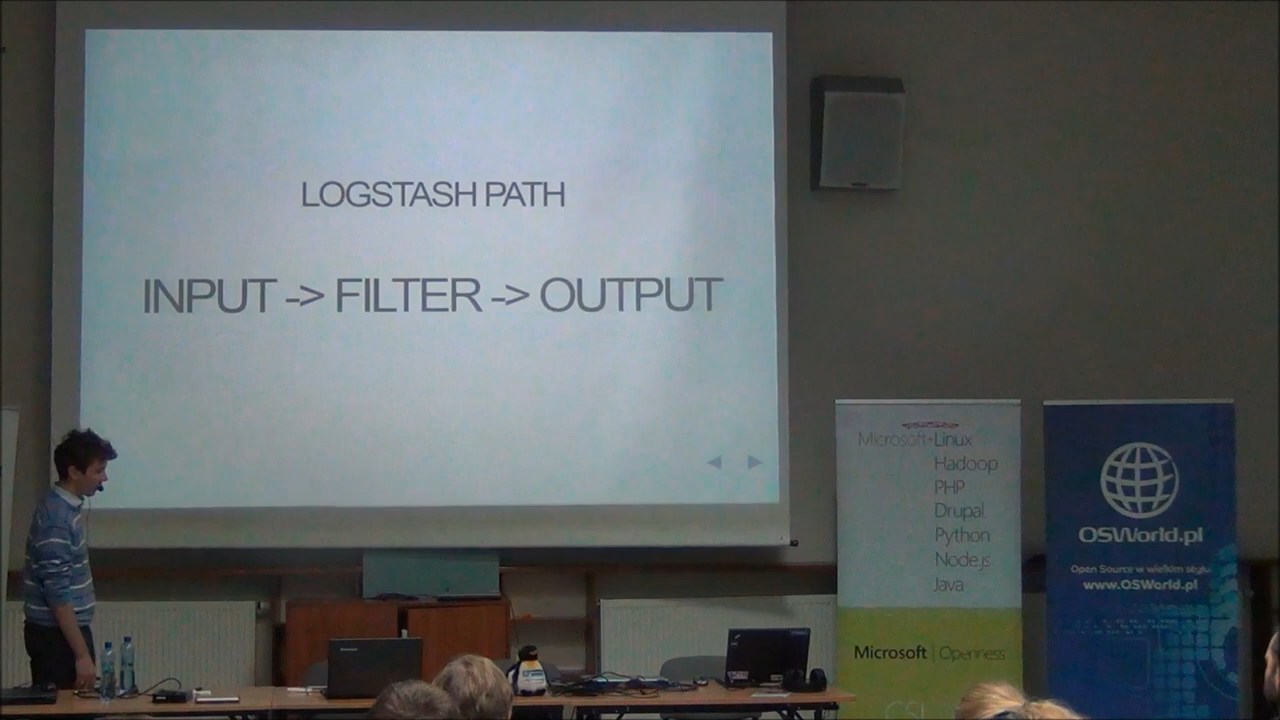 LOGSTASH PATH
INPUT -> FILTER -> OUTPUT
Microsoft+Linux
Hadoop
PHP
Drupal
Python
Node.js
Java
Microsoft | Openness
OSWorld.pl
Open Source w wielkim stylu
www.OSWorld.pl